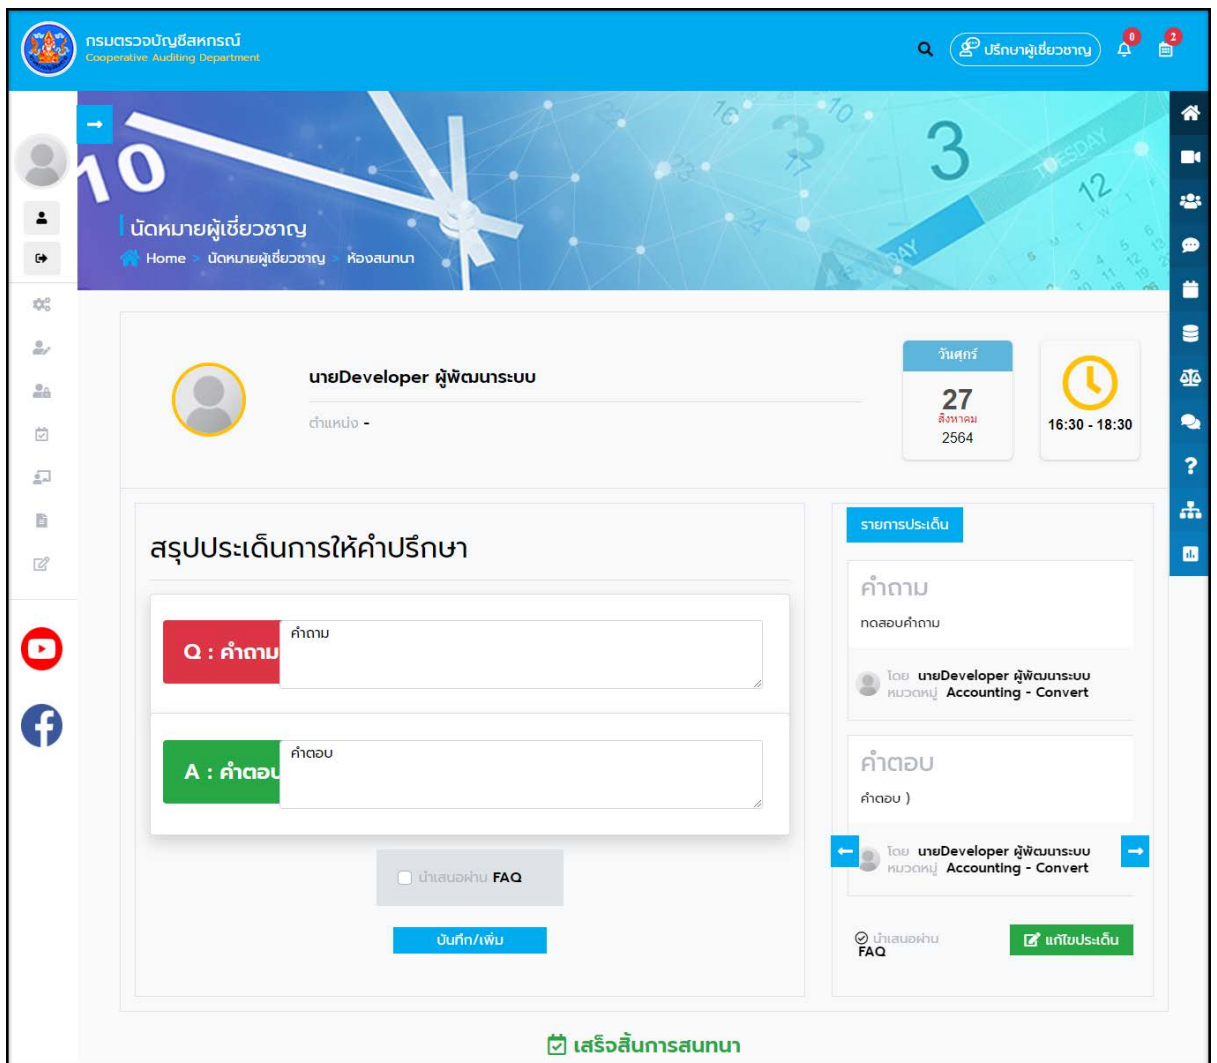 กรมตรวจบัญชีสหกรณ์
Cooperative Auditing Department
ปรึกษาผู้เชี่ยวชาญ
0
2
10
16
10
3
3
17
23
24
TUESDAY
12
นัดหมายผู้เชี่ยวชาญ
Home > นัดหมายผู้เชี่ยวชาญ > ห้องสนทนา
นายDeveloper ผู้พัฒนาระบบ
ตำแหน่ง -
วันศุกร์
27
สิงหาคม
2564
16:30 - 18:30
สรุปประเด็นการให้คำปรึกษา
Q : คำถาม
คำถาม
A : คำตอบ
คำตอบ
นำเสนอผ่าน FAQ
บันทึก/เพิ่ม
รายการประเด็น
คำถาม
ทดสอบคำถาม
โดย นายDeveloper ผู้พัฒนาระบบ
หมวดหมู่ Accounting - Convert
คำตอบ
คำตอบ )
โดย นายDeveloper ผู้พัฒนาระบบ
หมวดหมู่ Accounting - Convert
นำเสนอผ่าน
FAQ
แก้ไขประเด็น
เสร็จสิ้นการสนทนา